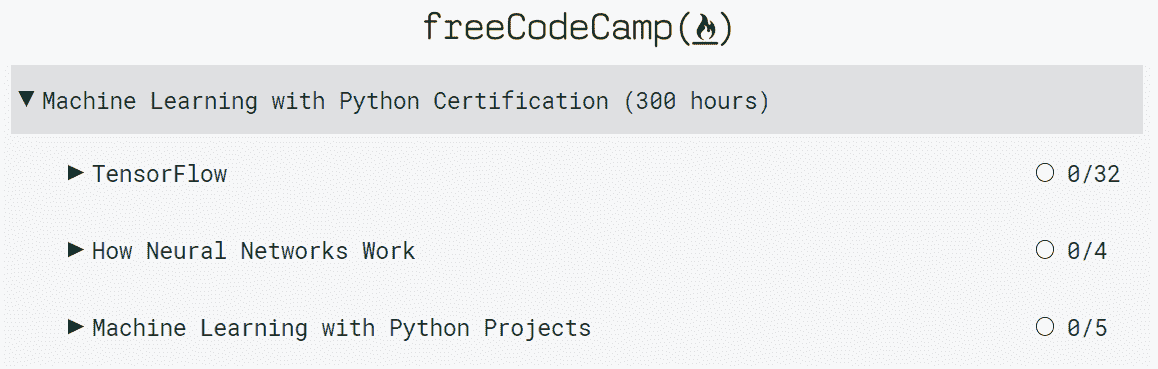 freeCodeCamp()
Machine Learning with Python Certification (300 hours)
TensorFlow 0/32
How Neural Networks Work 0/4
Machine Learning with Python Projects 0/5